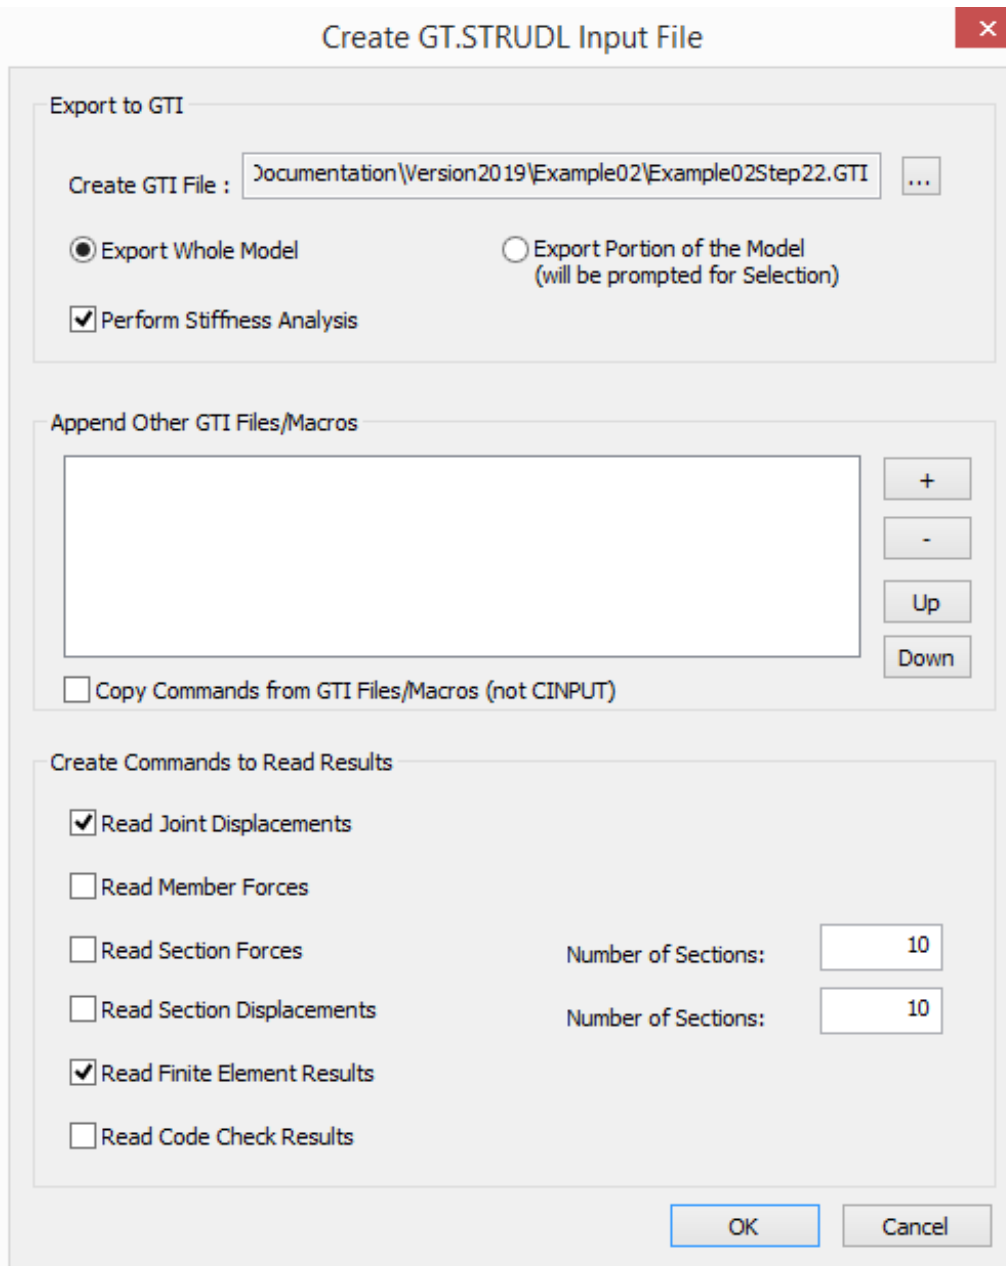 Create GT.STRUDL Input File
Export to GTI
Create GTI File :
Documentation\Version2019\Example02\Example02Step22.GTI
...
Export Whole Model
Export Portion of the Model
(will be prompted for Selection)
Perform Stiffness Analysis
Append Other GTI Files/Macros
+
-
Up
Down
Copy Commands from GTI Files/Macros (not CINPUT)
Create Commands to Read Results
Read Joint Displacements
Read Member Forces
Read Section Forces
Number of Sections:
10
Read Section Displacements
Number of Sections:
10
Read Finite Element Results
Read Code Check Results
OK
Cancel